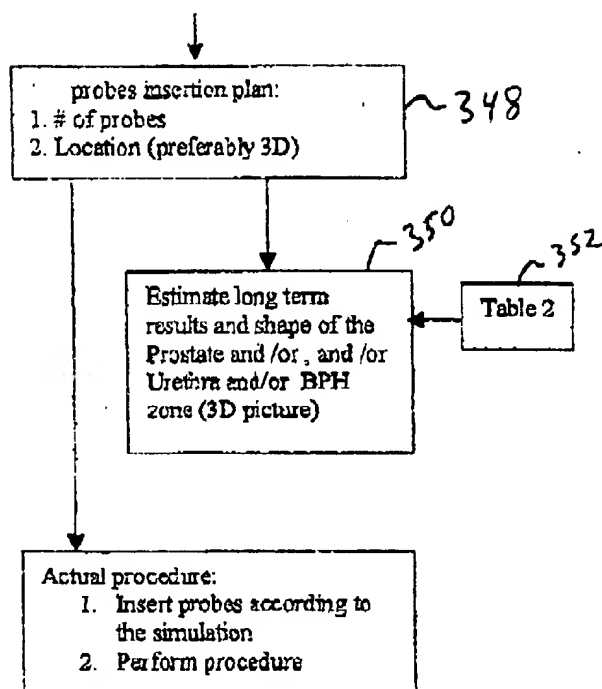 probes insertion plan:
1. # of probes
2. Location (preferably 3D)
348
350
352
Estimate long term
results and shape of the
Prostate and /or , and /or
Urethra and/or BPH
zone (3D picture)
Table 2
Actual procedure:
1. Insert probes according to
the simulation
2. Perform procedure